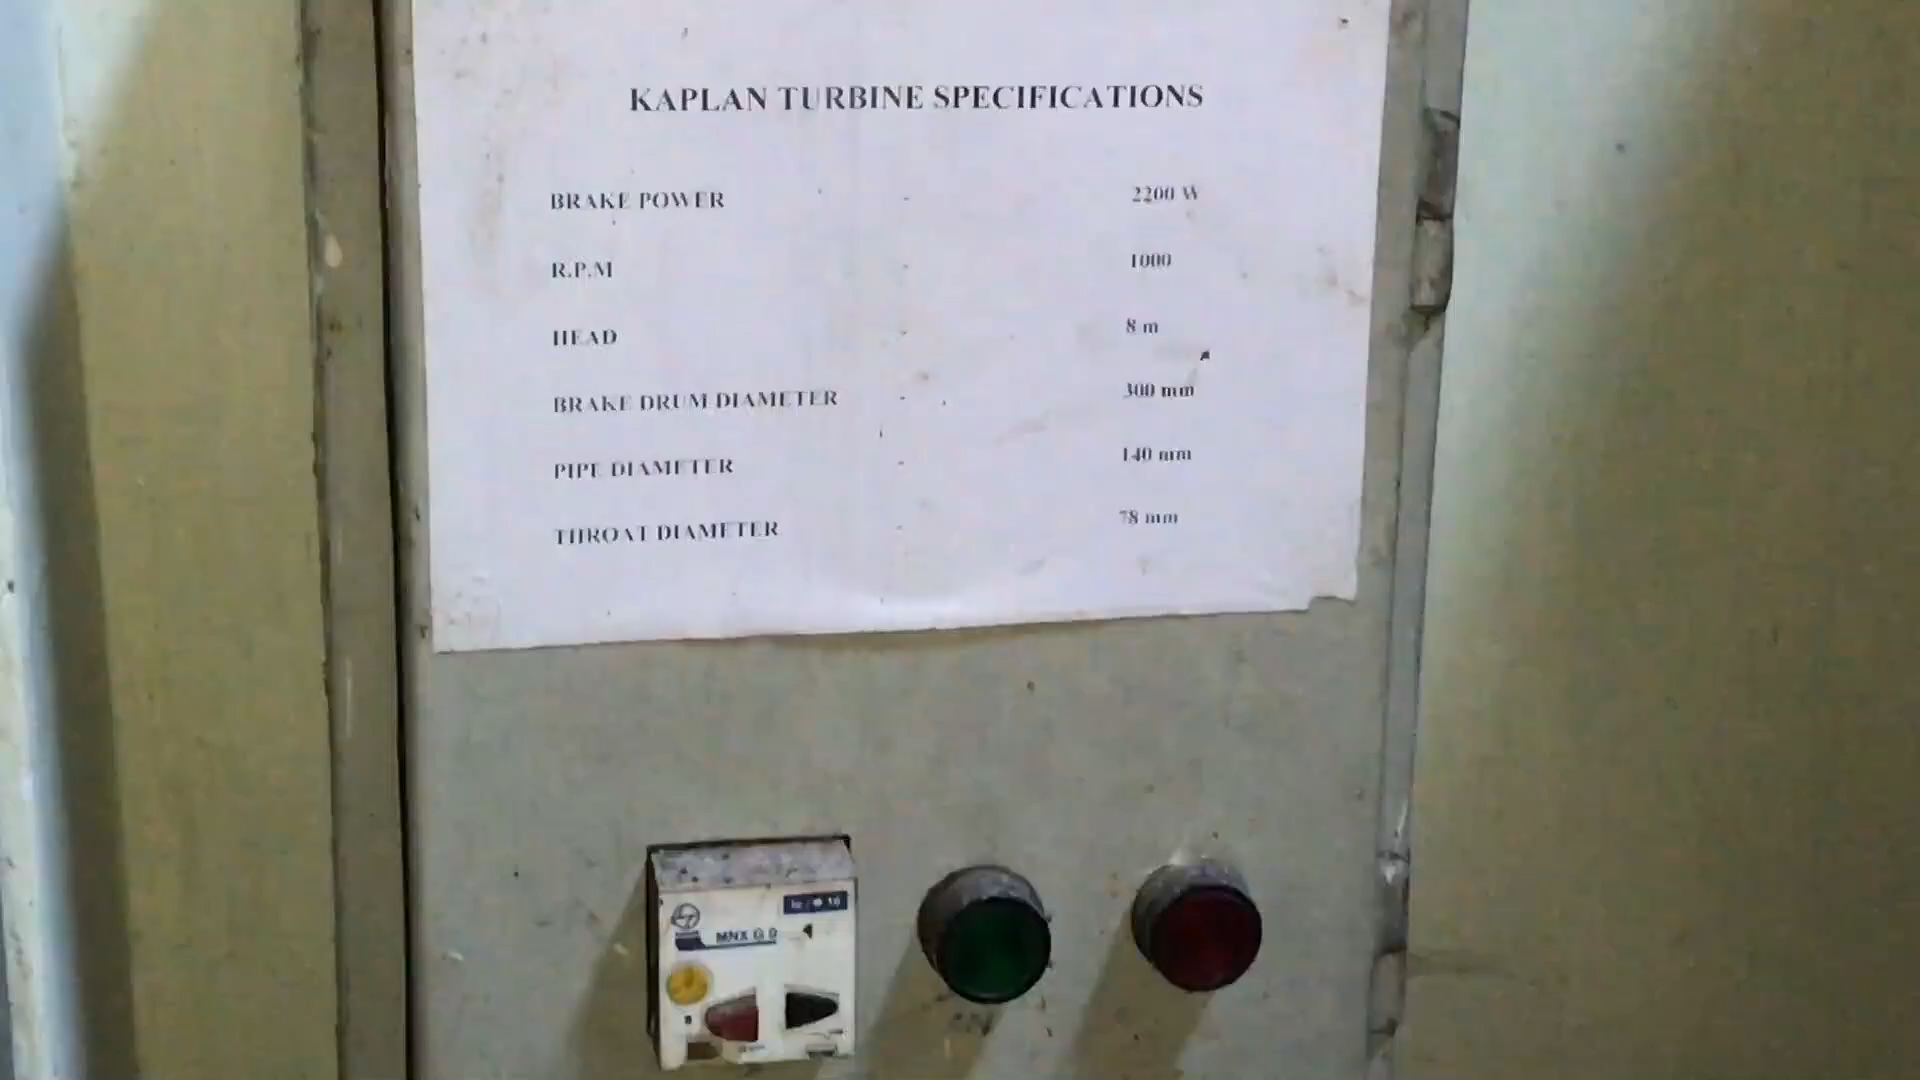 KAPLAN TURBINE SPECIFICATIONS
BRAKE POWER - 2200 W
R.P.M - 1000
HEAD - 8 m
BRAKE DRUM DIAMETER - 300 mm
PIPE DIAMETER - 140 mm
THROAT DIAMETER - 78 mm
MNX